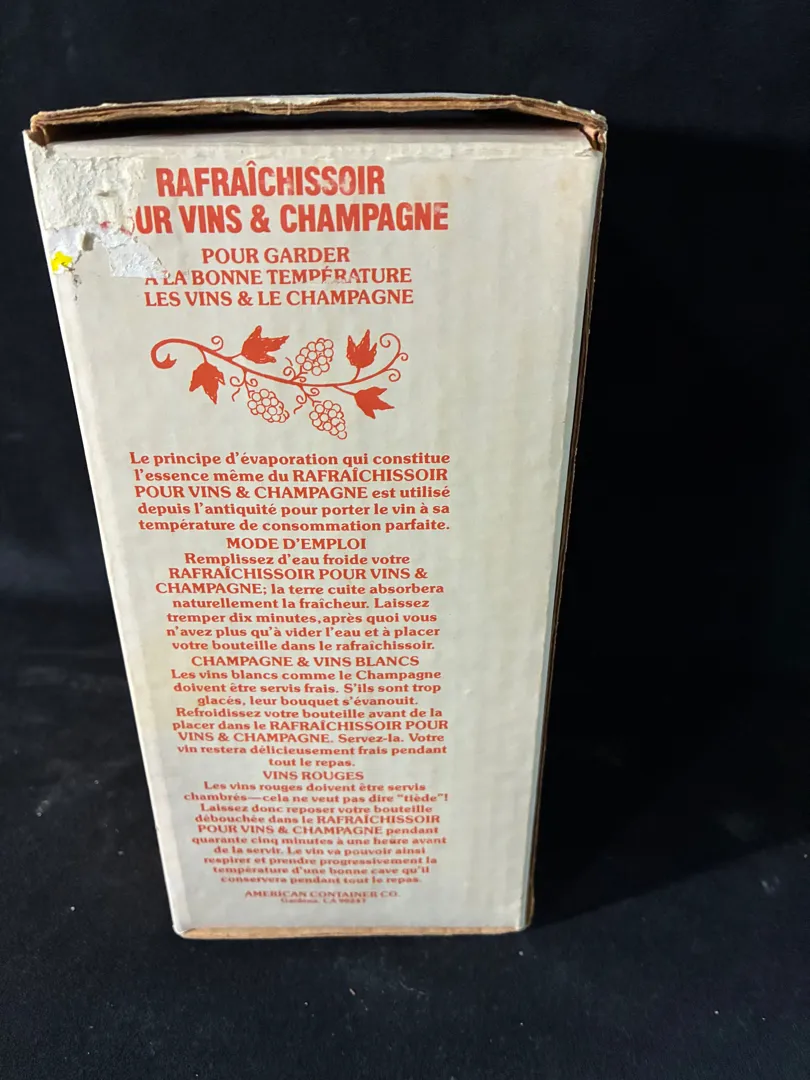 RAFRAÎCHISSOIR
UR VINS & CHAMPAGNE
POUR GARDER
À LA BONNE TEMPÉRATURE
LES VINS & LE CHAMPAGNE
Le principe d'évaporation qui constitue
l'essence même du RAFRAÎCHISSOIR
POUR VINS & CHAMPAGNE est utilisé
depuis l'antiquité pour porter le vin à sa
température de consommation parfaite.
MODE D'EMPLOI
Remplissez d'eau froide votre
RAFRAÎCHISSOIR POUR VINS &
CHAMPAGNE; la terre cuite absorbera
naturellement la fraîcheur. Laissez
tremper dix minutes, après quoi vous
n'avez plus qu'à vider l'eau et à placer
votre bouteille dans le rafraîchissoir.
CHAMPAGNE & VINS BLANCS
Les vins blancs comme le Champagne
doivent être servis frais. S'ils sont trop
glacés, leur bouquet s'évanouit.
Refroidissez votre bouteille avant de la
placer dans le RAFRAÎCHISSOIR POUR
VINS & CHAMPAGNE. Servez-la. Votre
vin restera délicieusement frais pendant
tout le repas.
VINS ROUGES
Les vins rouges doivent être servis
chambrés—cela ne veut pas dire "tiède"!
Laissez donc reposer votre bouteille
débouchée dans le RAFRAÎCHISSOIR
POUR VINS & CHAMPAGNE pendant
quarante cinq minutes à une heure avant
de la servir. Le vin va pouvoir ainsi
respirer et prendre progressivement la
température d'une bonne cave qu'il
conservera pendant tout le repas.
AMERICAN CONTAINER CO.
Gardena, CA 90247